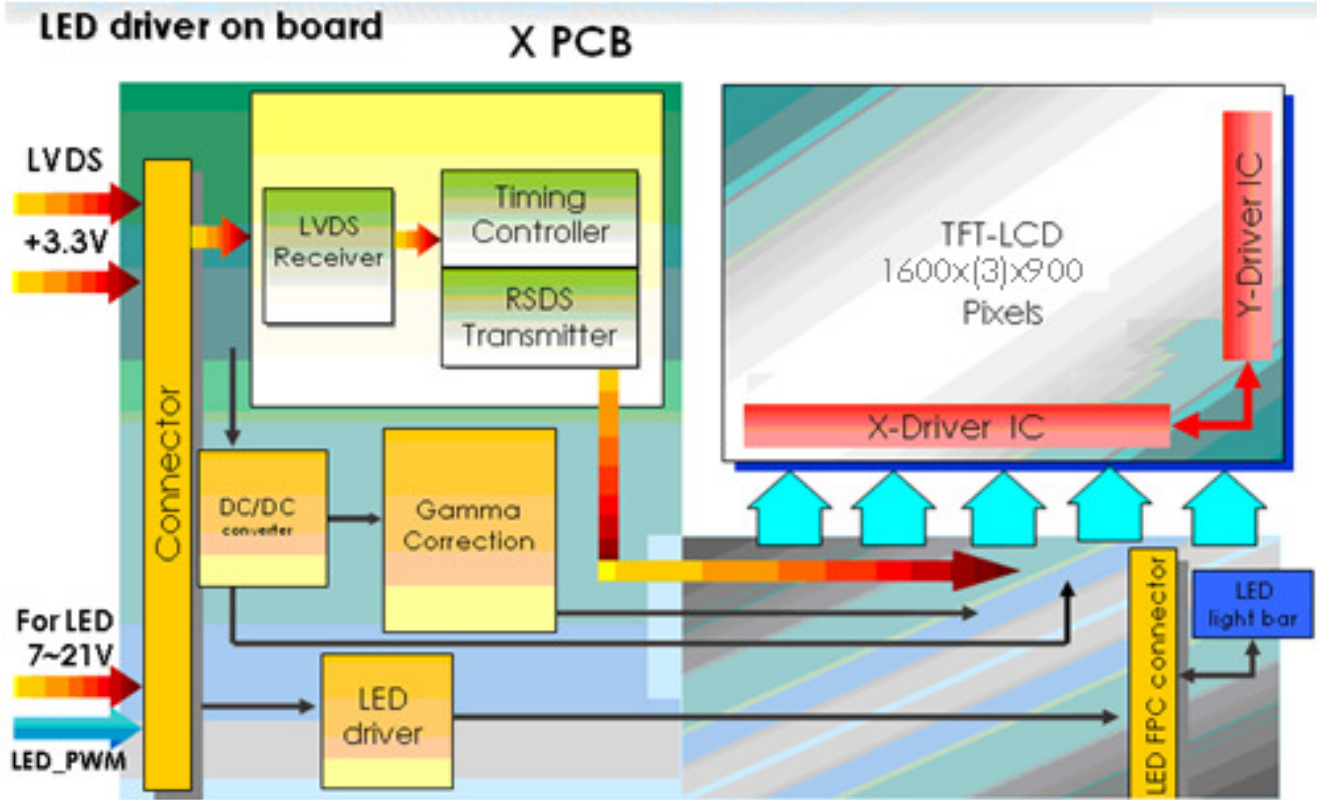 LED driver on board
X PCB
LVDS
+3.3V
For LED
7~21V
LED_PWM
Connector
LVDS
Receiver
Timing
Controller
RSDS
Transmitter
DC/DC
converter
Gamma
Correction
LED
driver
TFT-LCD
1600x(3)x900
Pixels
Y-Driver IC
X-Driver IC
LED FPC connector
LED
light bar